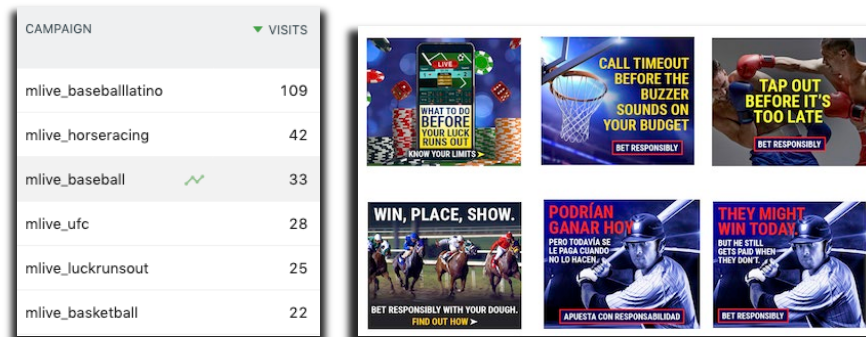 CAMPAIGN VISITS
mlive_baseballlatino 109
mlive_horseracing 42
mlive_baseball 33
mlive_ufc 28
mlive_luckrunsout 25
mlive_basketball 22
LIVE
WHAT TO DO
BEFORE
YOUR LUCK
RUNS OUT
KNOW YOUR LIMITS
CALL TIMEOUT
BEFORE THE
BUZZER
SOUNDS ON
YOUR BUDGET
BET RESPONSIBLY
TAP OUT
BEFORE IT'S
TOO LATE
BET RESPONSIBLY
WIN, PLACE, SHOW.
BET RESPONSIBLY WITH YOUR DOUGH.
FIND OUT HOW
PODRÍAN
GANAR HOY
PERO TODAVÍA SE
LE PAGA CUANDO
NO LO HACEN.
APUESTA CON RESPONSABILIDAD
THEY MIGHT
WIN TODAY.
BUT HE STILL
GETS PAID WHEN
THEY DON'T.
BET RESPONSIBLY